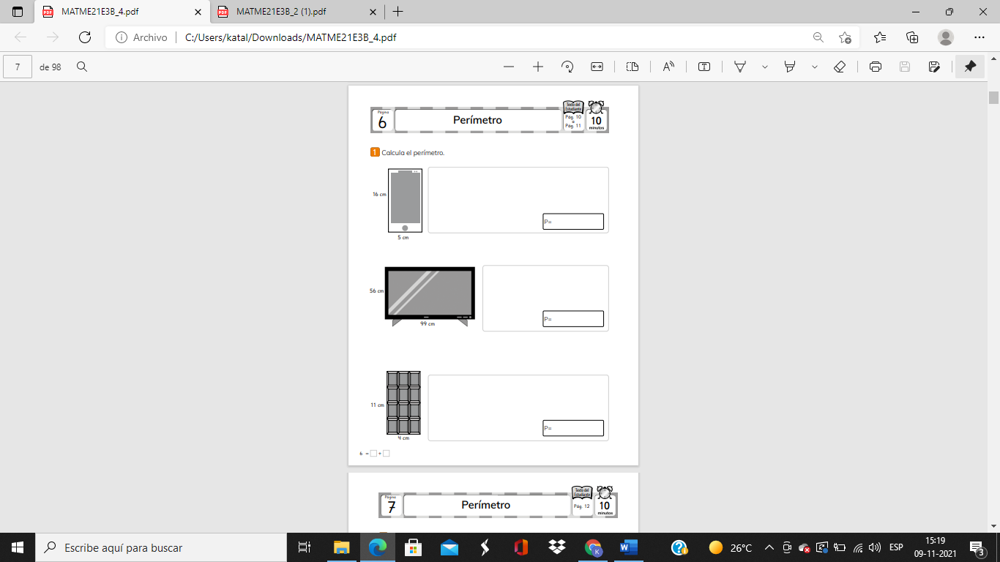 MATME21E3B_4.pdf
MATME21E3B_2 (1).pdf
Archivo
C:/Users/katal/Downloads/MATME21E3B_4.pdf
7
de 98
Página
6
Perímetro
Texto del
Estudiante
Pág. 10
a
Pág. 11
10
minutos
1 Calcula el perímetro.
16 cm
P=
5 cm
56 cm
P=
99 cm
11 cm
P=
4 cm
6 = +
Página
7
Perímetro
Texto del
Estudiante
Pág. 12
10
minutos
Escribe aquí para buscar
26°C
ESP
15:19
09-11-2021
3